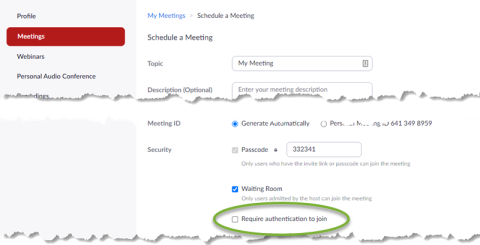 Profile
My Meetings > Schedule a Meeting
Meetings
Schedule a Meeting
Webinars
Topic
My Meeting
Personal Audio Conference
Description (Optional)
Enter your meeting description
Meeting ID
Generate Automatically
641 349 8959
Security
Passcode
332341
Only users who have the invite link or passcode can join the meeting
Waiting Room
Only users admitted by the host can join the meeting
Require authentication to join